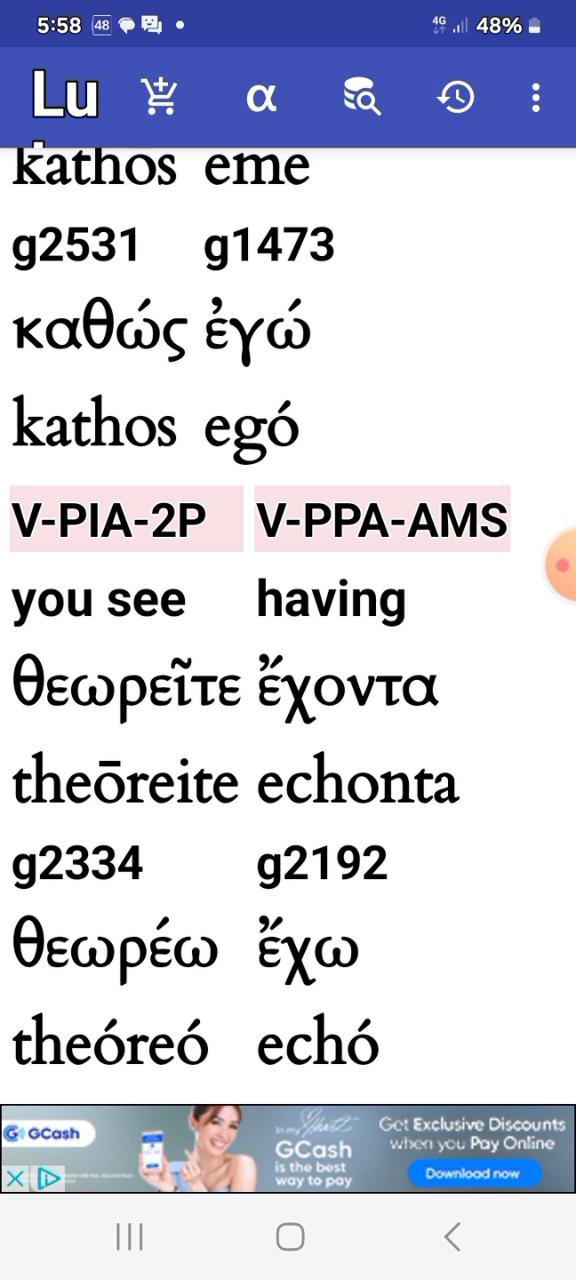 5:58 48 4G 48%
Lu α
kathos eme
g2531 g1473
καθώς ἐγώ
kathos egó
V-PIA-2P V-PPA-AMS
you see having
θεωρεῖτε ἔχοντα
theōreite echonta
g2334 g2192
θεωρέω ἔχω
theóreó echó
GCash
GCash
is the best
way to pay
Get Exclusive Discounts
when you Pay Online
Download now